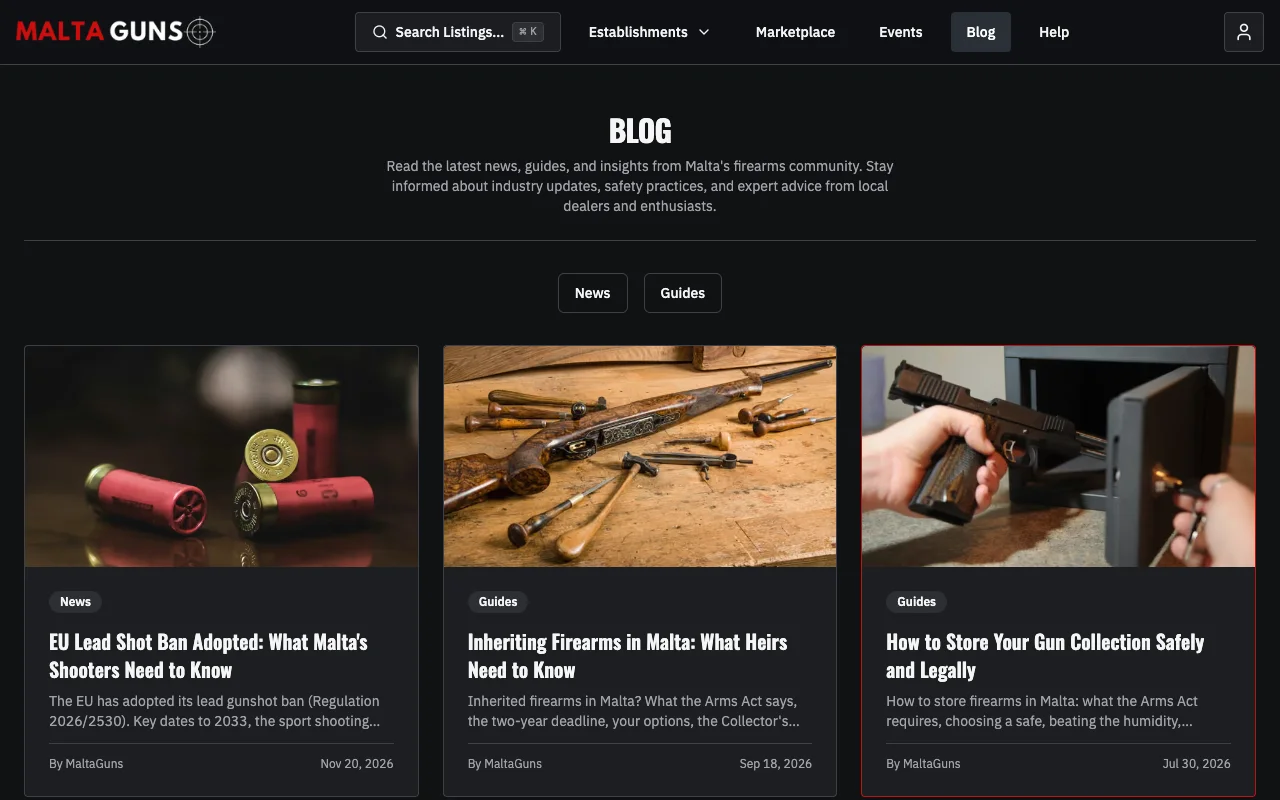 MALTA GUNS
Search Listings... ⌘ K
Establishments
Marketplace
Events
Blog
Help
BLOG
Read the latest news, guides, and insights from Malta's firearms community. Stay
informed about industry updates, safety practices, and expert advice from local
dealers and enthusiasts.
News
Guides
News
EU Lead Shot Ban Adopted: What Malta's
Shooters Need to Know
The EU has adopted its lead gunshot ban (Regulation
2026/2530). Key dates to 2033, the sport shooting...
By MaltaGuns
Nov 20, 2026
Guides
Inheriting Firearms in Malta: What Heirs
Need to Know
Inherited firearms in Malta? What the Arms Act says,
the two-year deadline, your options, the Collector's...
By MaltaGuns
Sep 18, 2026
Guides
How to Store Your Gun Collection Safely
and Legally
How to store firearms in Malta: what the Arms Act
requires, choosing a safe, beating the humidity,...
By MaltaGuns
Jul 30, 2026